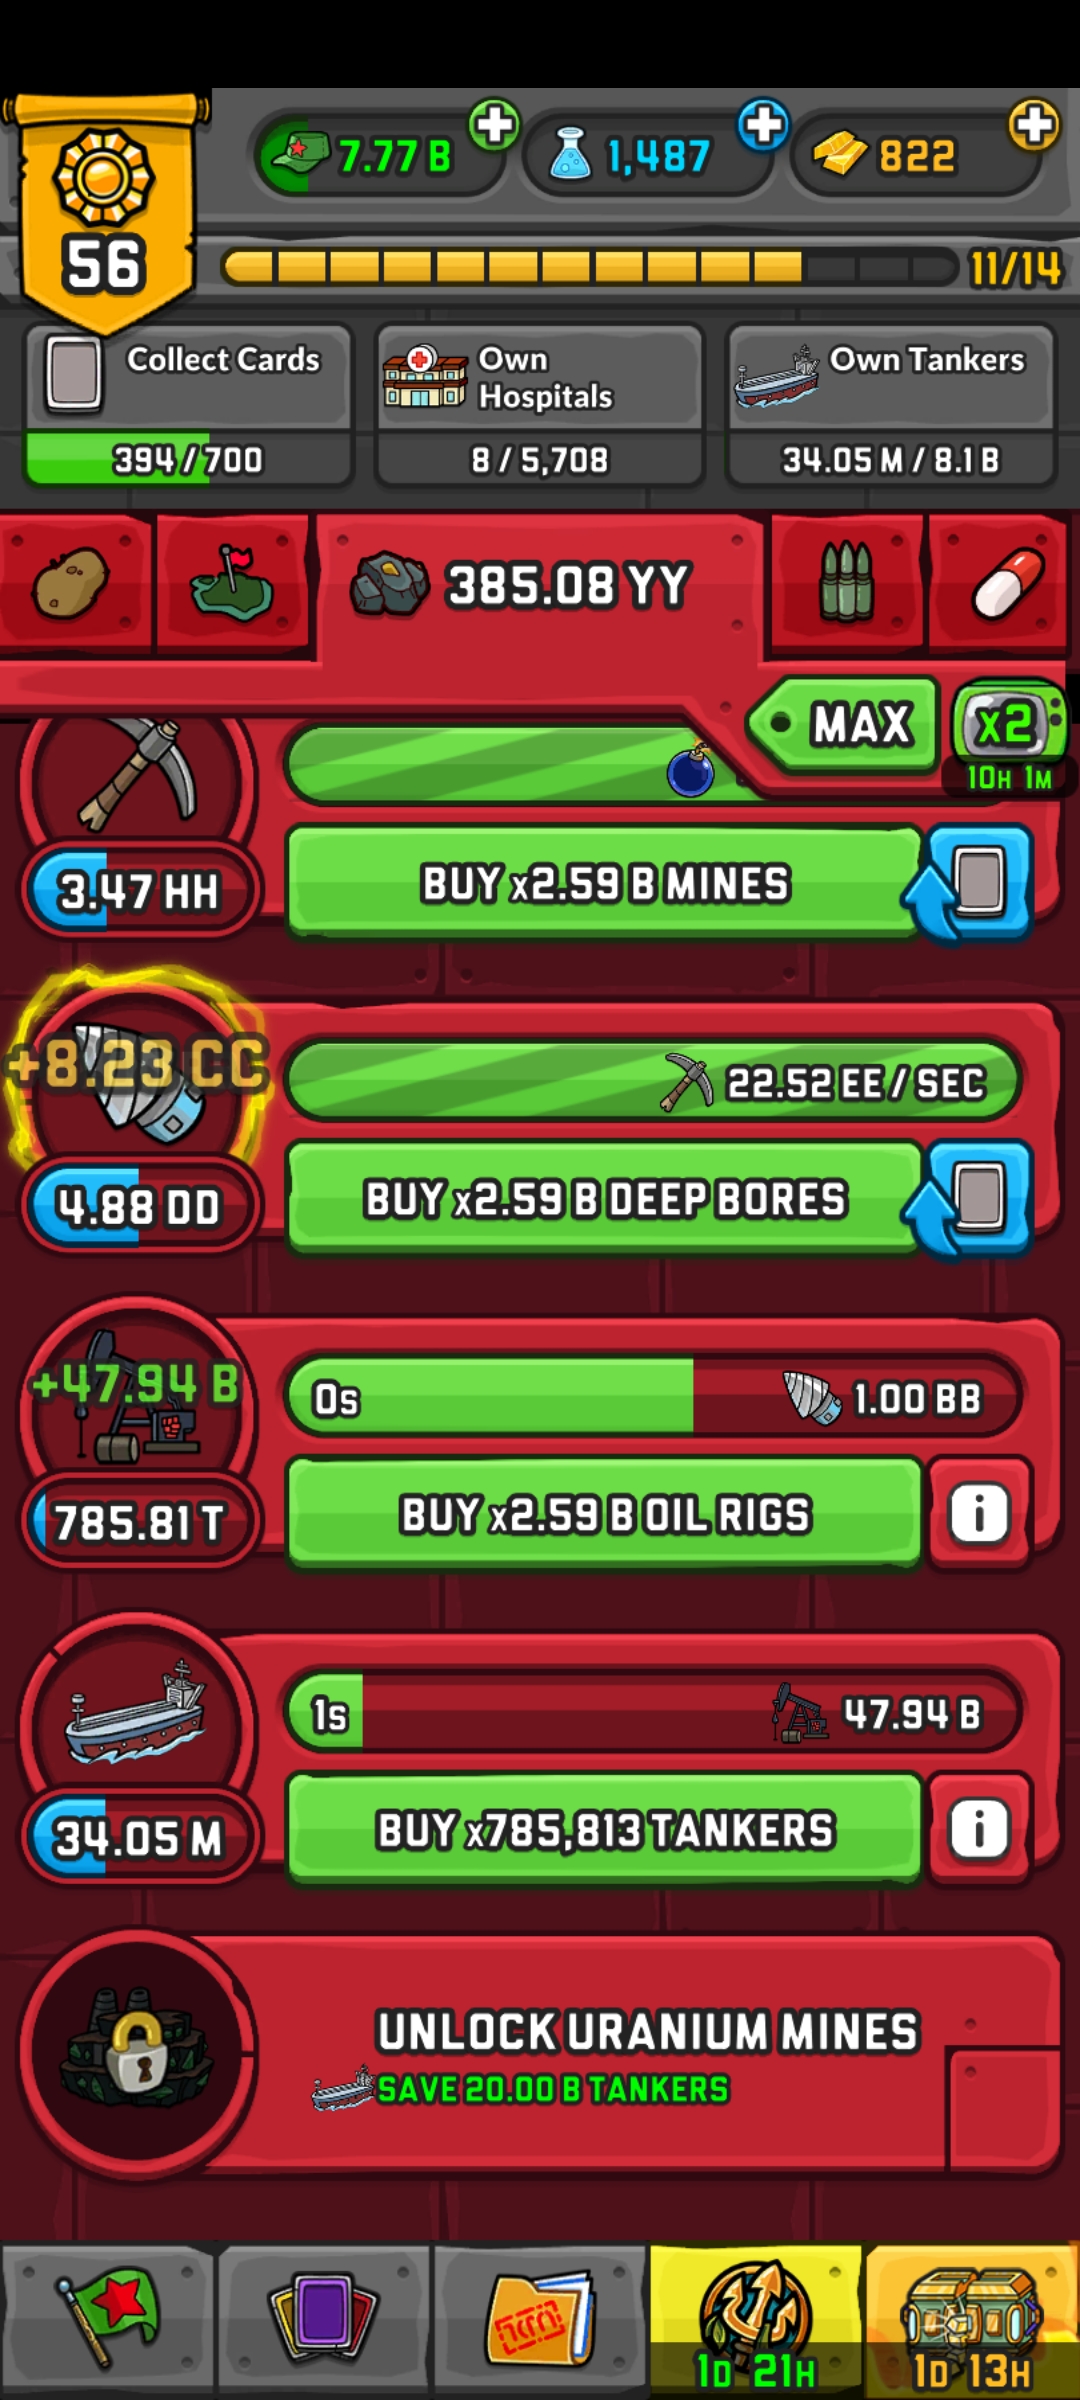 56
7.77 B
1,487
822
11/14
Collect Cards
394/700
Own
Hospitals
8/5,708
Own Tankers
34.05 M/8.1 B
385.08 YY
MAX
x2
10H 1M
3.47 HH
BUY x2.59 B MINES
+8.23 CC
22.52 EE/SEC
4.88 DD
BUY x2.59 B DEEP BORES
+47.94 B
0s
1.00 BB
785.81 T
BUY x2.59 B OIL RIGS
i
1s
47.94 B
34.05 M
BUY x785,813 TANKERS
i
UNLOCK URANIUM MINES
SAVE 20.00 B TANKERS
1D 21H
1D 13H